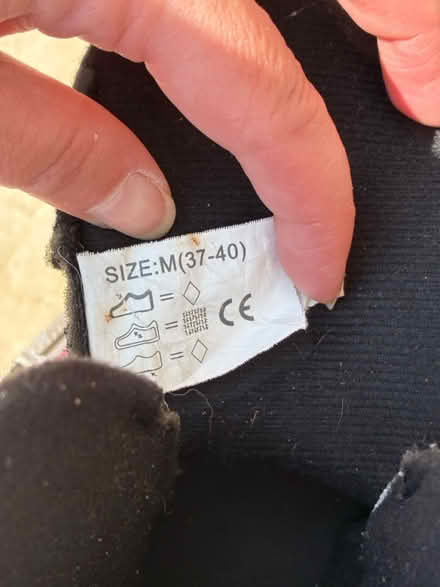 SIZE:M(37-40)
= ◇
= CE
= ◇